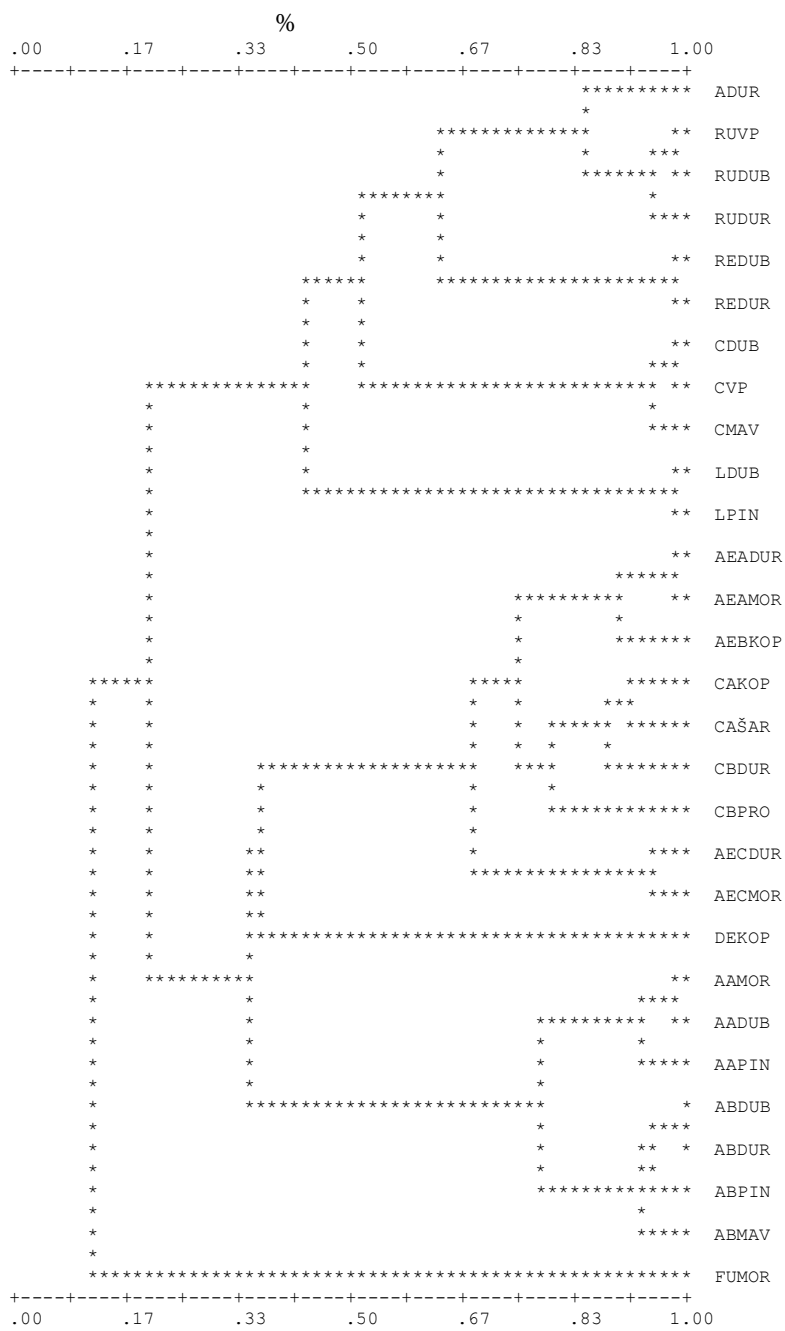 %
.00 .17 .33 .50 .67 .83 1.00
+----+----+----+----+----+----+----+----+----+----+----+----+
ADUR
RUVP
RUDUB
RUDUR
REDUB
REDUR
CDUB
CVP
CMAV
LDUB
LPIN
AEADUR
AEAMOR
AEBKOP
CAKOP
CAŠAR
CBDUR
CBPRO
AECDUR
AECMOR
DEKOP
AAMOR
AADUB
AAPIN
ABDUB
ABDUR
ABPIN
ABMAV
FUMOR
+----+----+----+----+----+----+----+----+----+----+----+----+
.00 .17 .33 .50 .67 .83 1.00